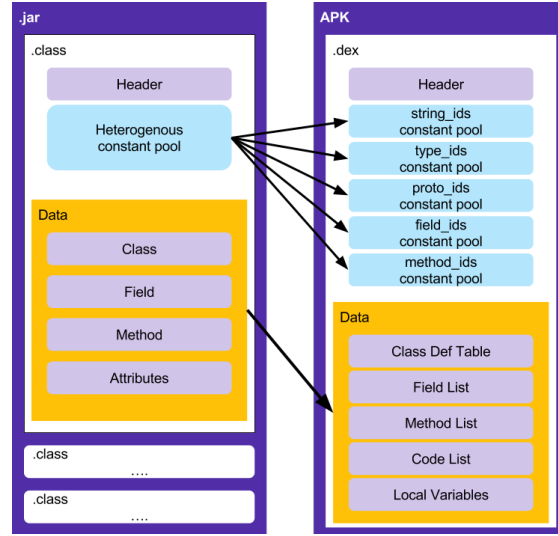 .jar
.class
Header
Heterogenous
constant pool
Data
Class
Field
Method
Attributes
.class
....
.class
....
APK
.dex
Header
string_ids
constant pool
type_ids
constant pool
proto_ids
constant pool
field_ids
constant pool
method_ids
constant pool
Data
Class Def Table
Field List
Method List
Code List
Local Variables